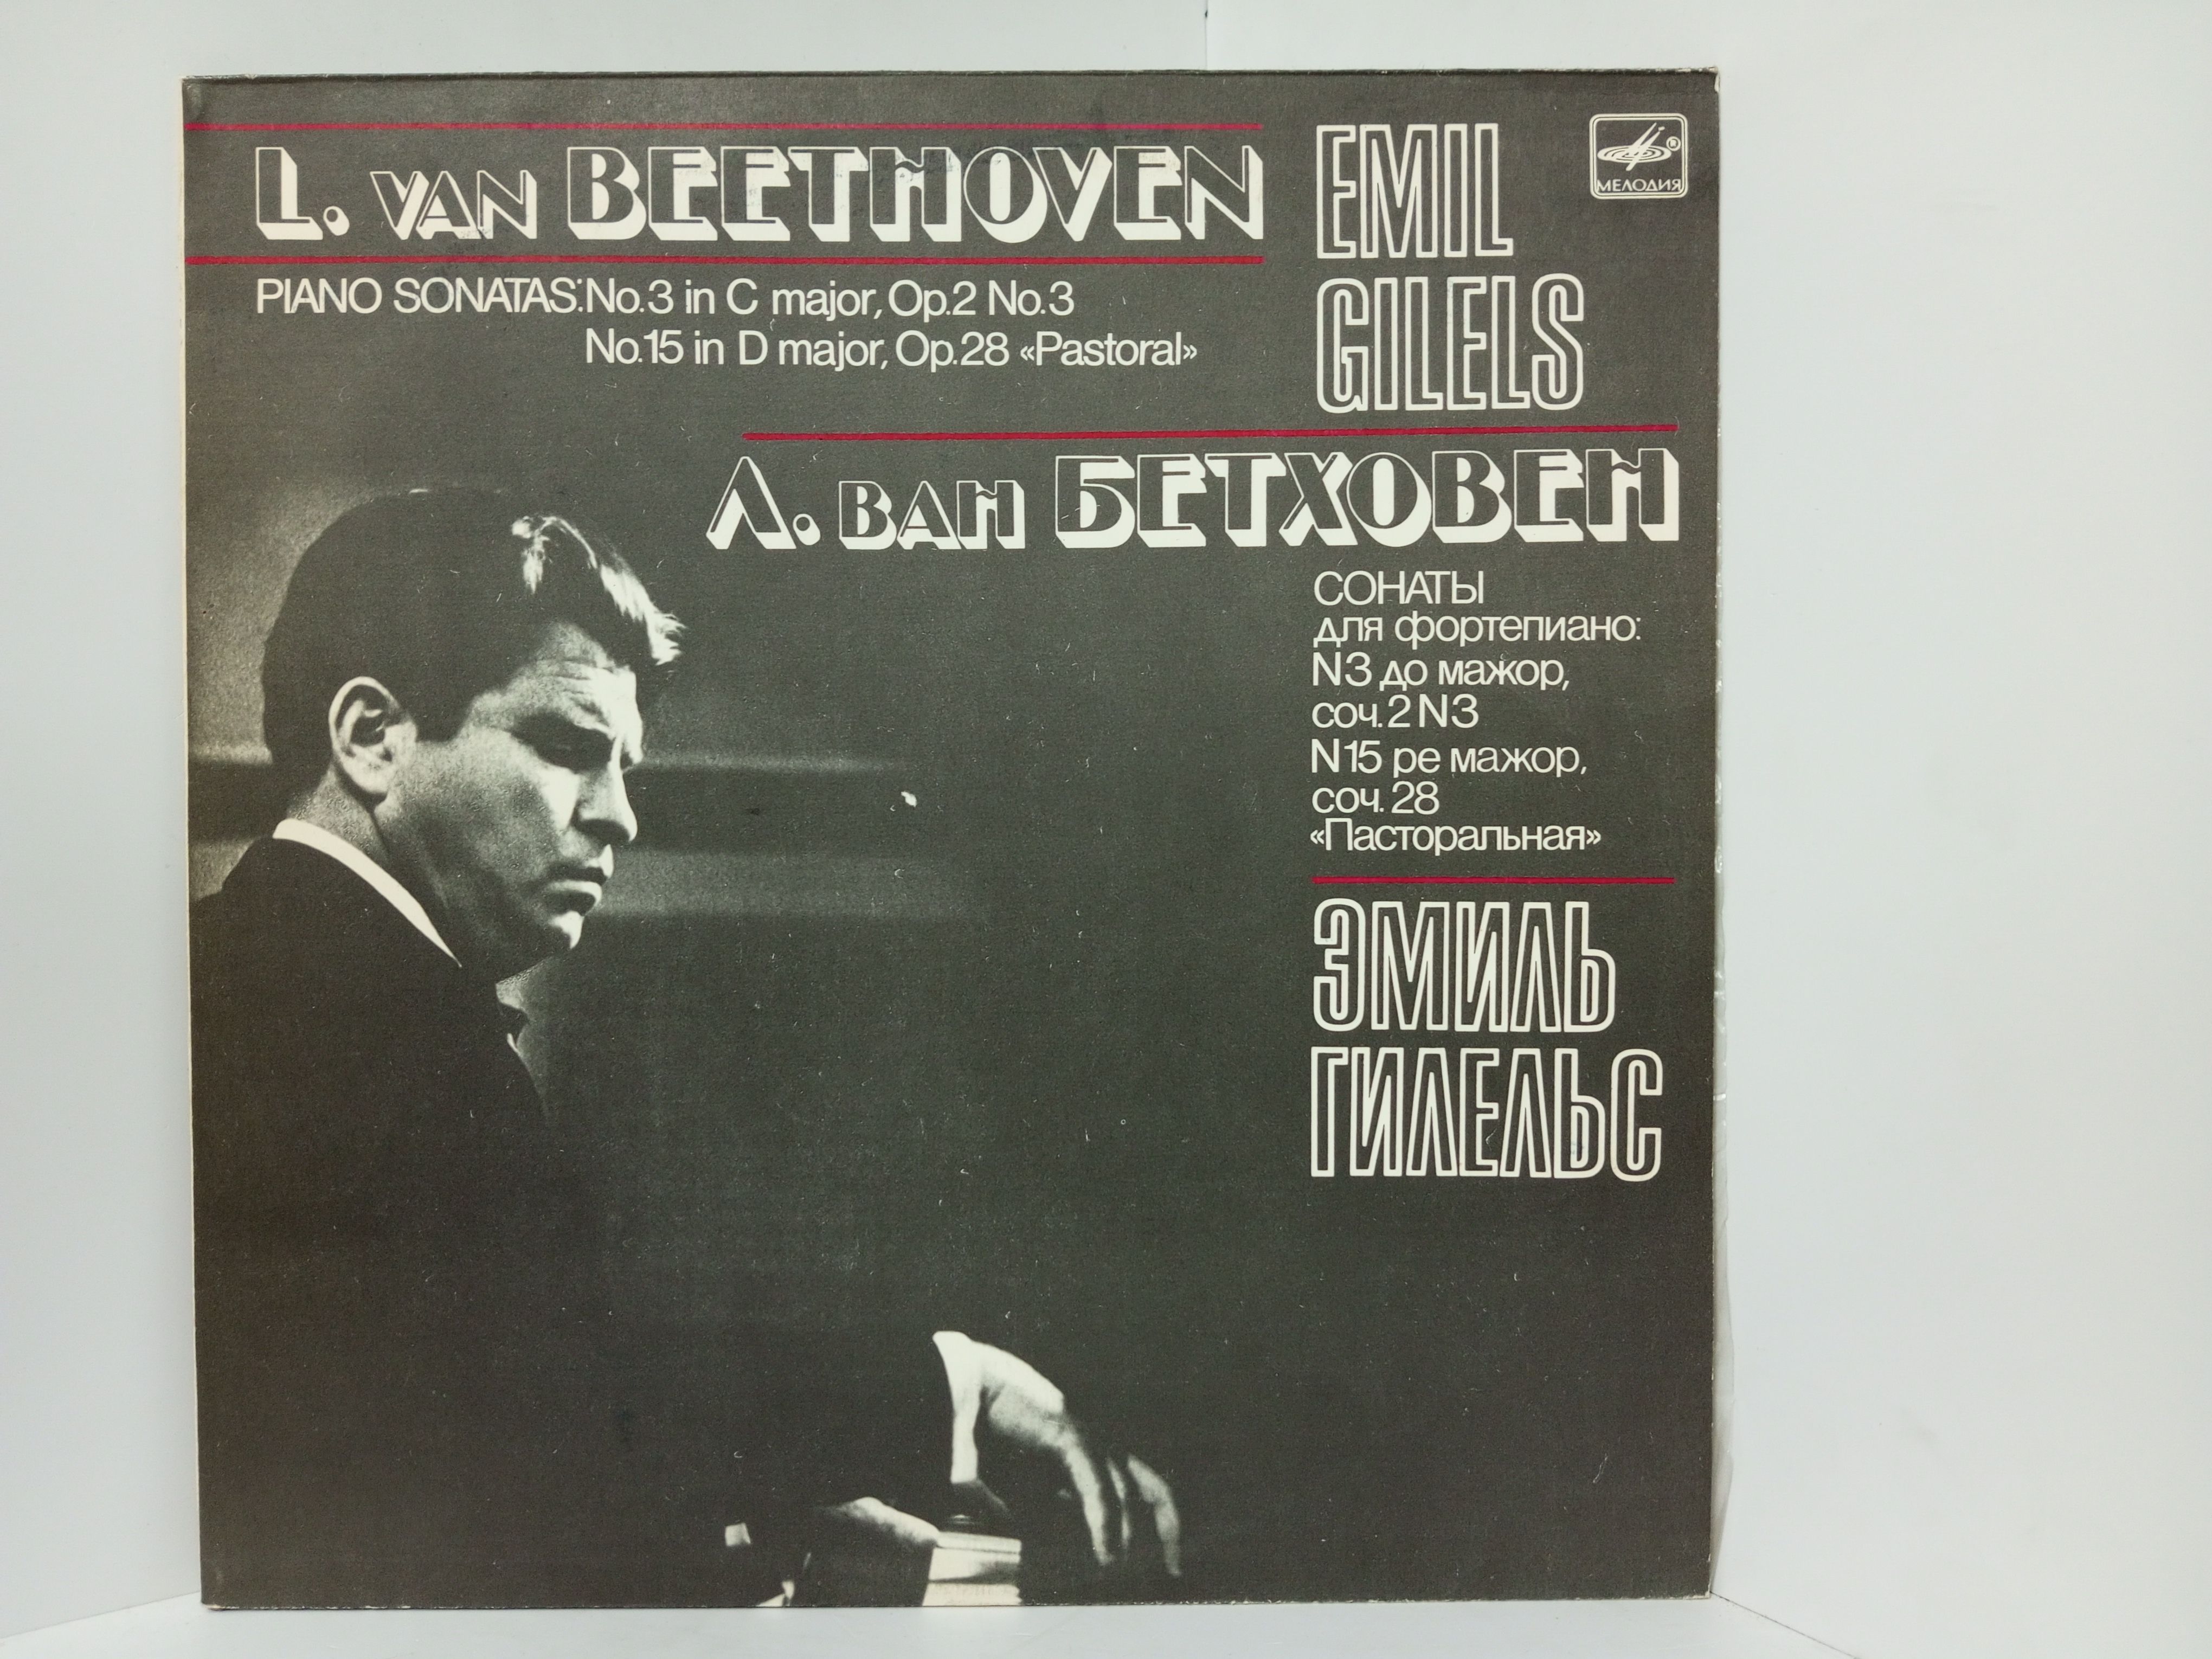 L. VAN BEETHOVEN
PIANO SONATAS: No.3 in C major, Op.2 No.3
No.15 in D major, Op.28 «Pastoral»
EMIL
GILELS
®
МЕЛОДИЯ
Л. ВАН БЕТХОВЕН
СОНАТЫ
для фортепиано:
N3 до мажор,
соч. 2 N3
N15 ре мажор,
соч. 28
«Пасторальная»
ЭМИЛЬ
ГИЛЕЛЬС